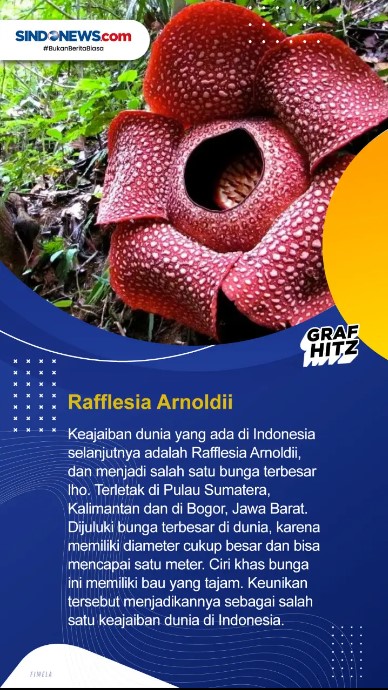 SINDONEWS.com
#BukanBeritaBiasa
GRAF
HITZ
Rafflesia Arnoldii
Keajaiban dunia yang ada di Indonesia
selanjutnya adalah Rafflesia Arnoldii,
dan menjadi salah satu bunga terbesar
lho. Terletak di Pulau Sumatera,
Kalimantan dan di Bogor, Jawa Barat.
Dijuluki bunga terbesar di dunia, karena
memiliki diameter cukup besar dan bisa
mencapai satu meter. Ciri khas bunga
ini memiliki bau yang tajam. Keunikan
tersebut menjadikannya sebagai salah
satu keajaiban dunia di Indonesia.